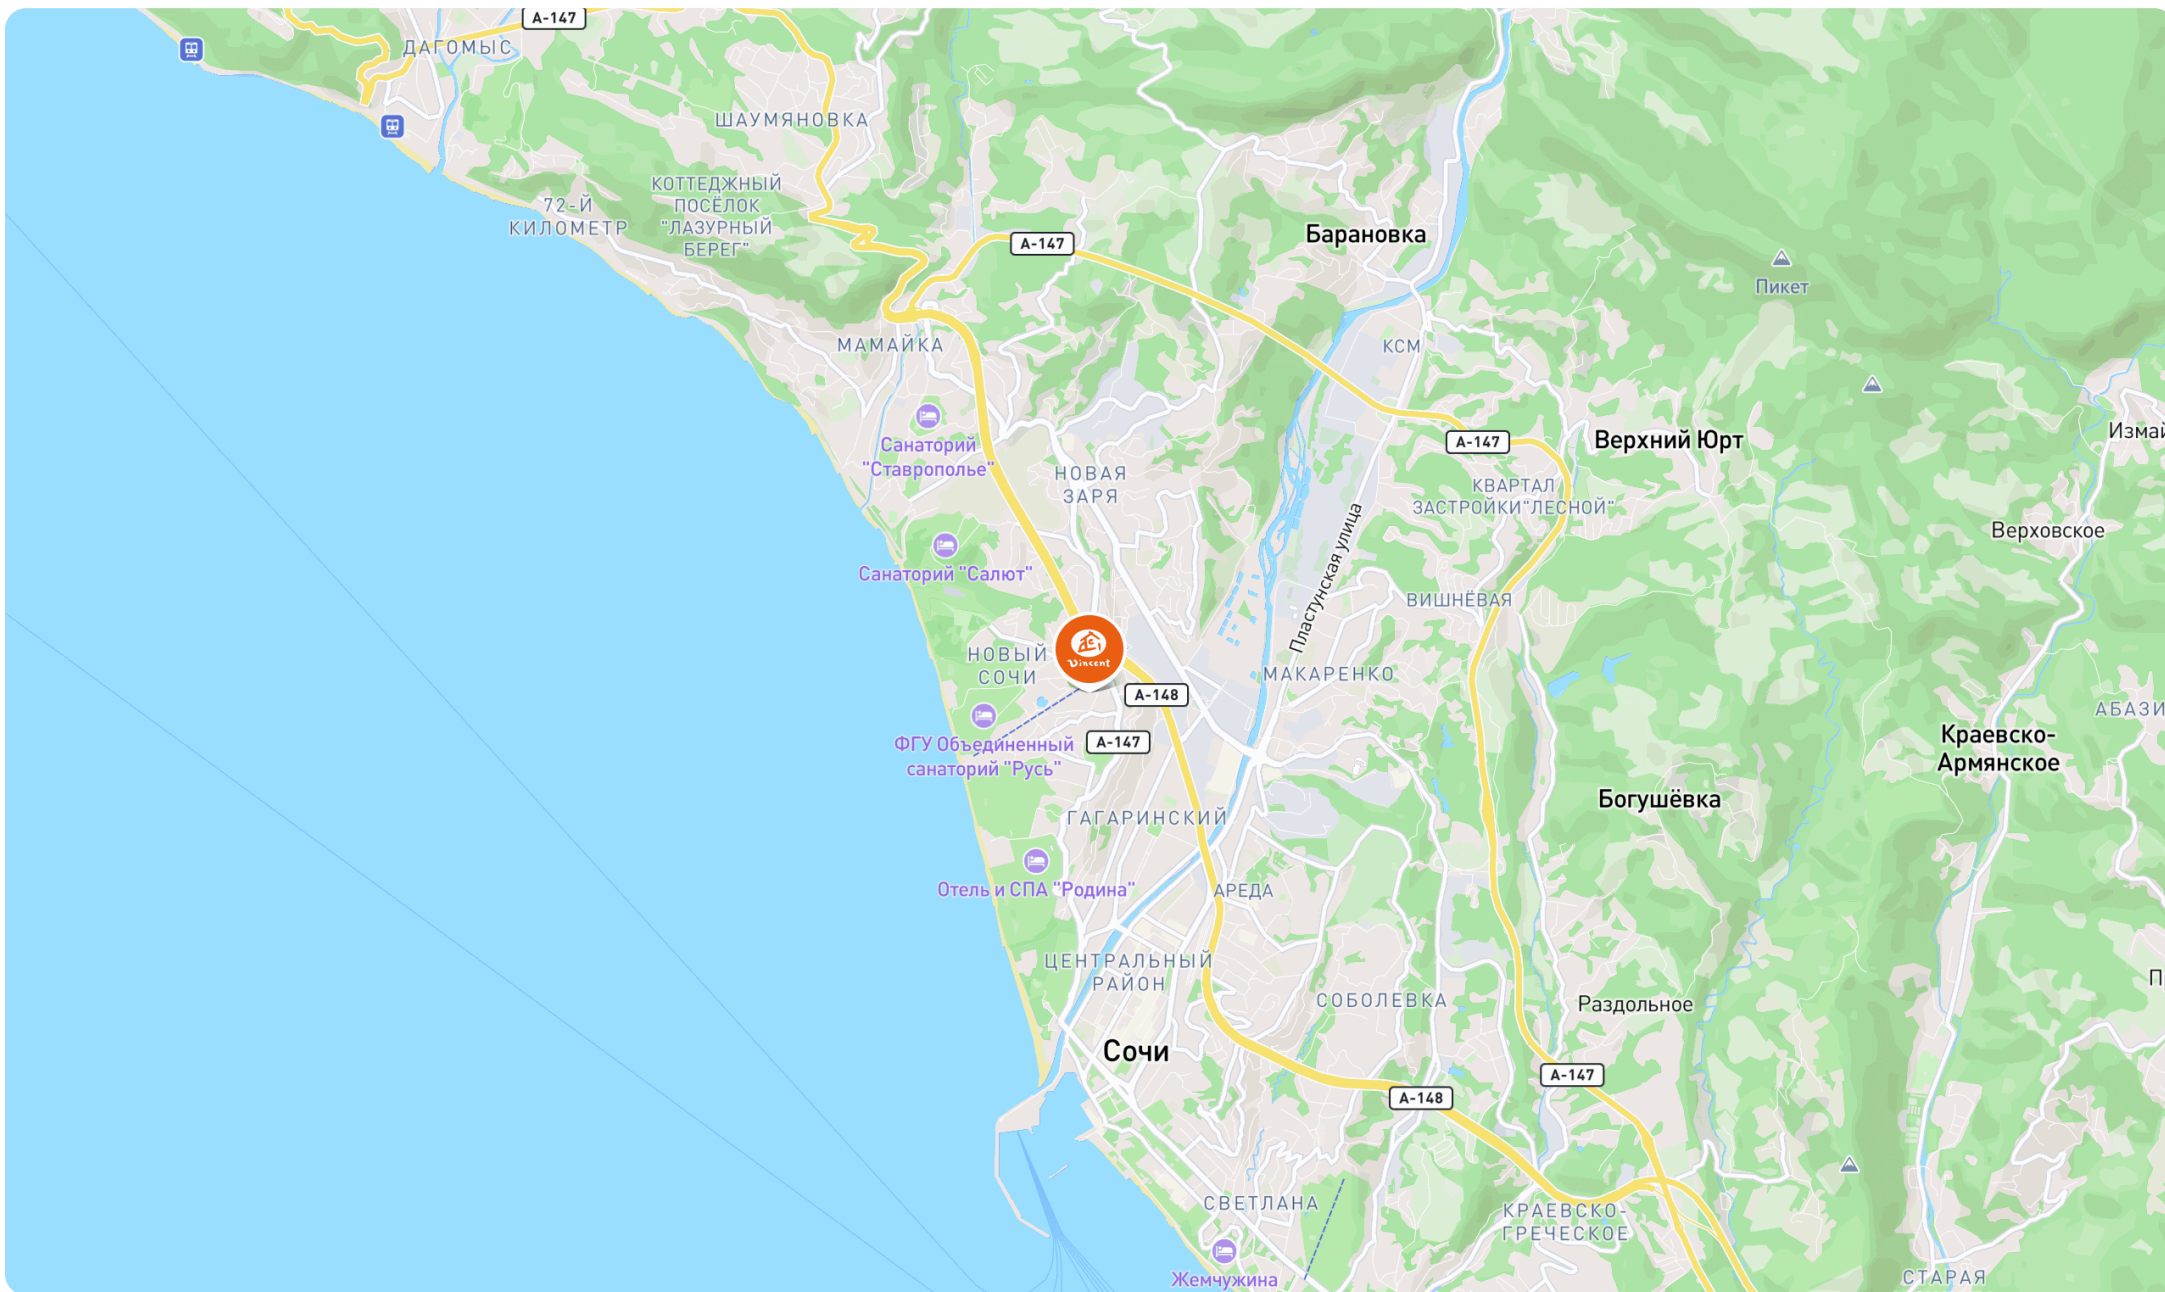 А-147
ДАГОМЫС
ШАУМЯНОВКА
КОТТЕДЖНЫЙ
ПОСЁЛОК
"ЛАЗУРНЫЙ
БЕРЕГ"
72-Й
КИЛОМЕТР
А-147
Барановка
Пикет
МАМАЙКА
КСМ
Санаторий
"Ставрополье"
НОВАЯ
ЗАРЯ
А-147
Верхний Юрт
Измай
КВАРТАЛ
ЗАСТРОЙКИ"ЛЕСНОЙ"
Верховское
Санаторий "Салют"
Пластунская улица
ВИШНЁВАЯ
НОВЫЙ
СОЧИ
Vincent
А-148
МАКАРЕНКО
АБАЗИ
ФГУ Объединенный
санаторий "Русь"
А-147
Краевско-
Армянское
Богушёвка
ГАГАРИНСКИЙ
Отель и СПА "Родина"
АРЕДА
ЦЕНТРАЛЬНЫЙ
РАЙОН
СОБОЛЕВКА
Раздольное
П
Сочи
А-147
А-148
СВЕТЛАНА
КРАЕВСКО-
ГРЕЧЕСКОЕ
Жемчужина
СТАРАЯ